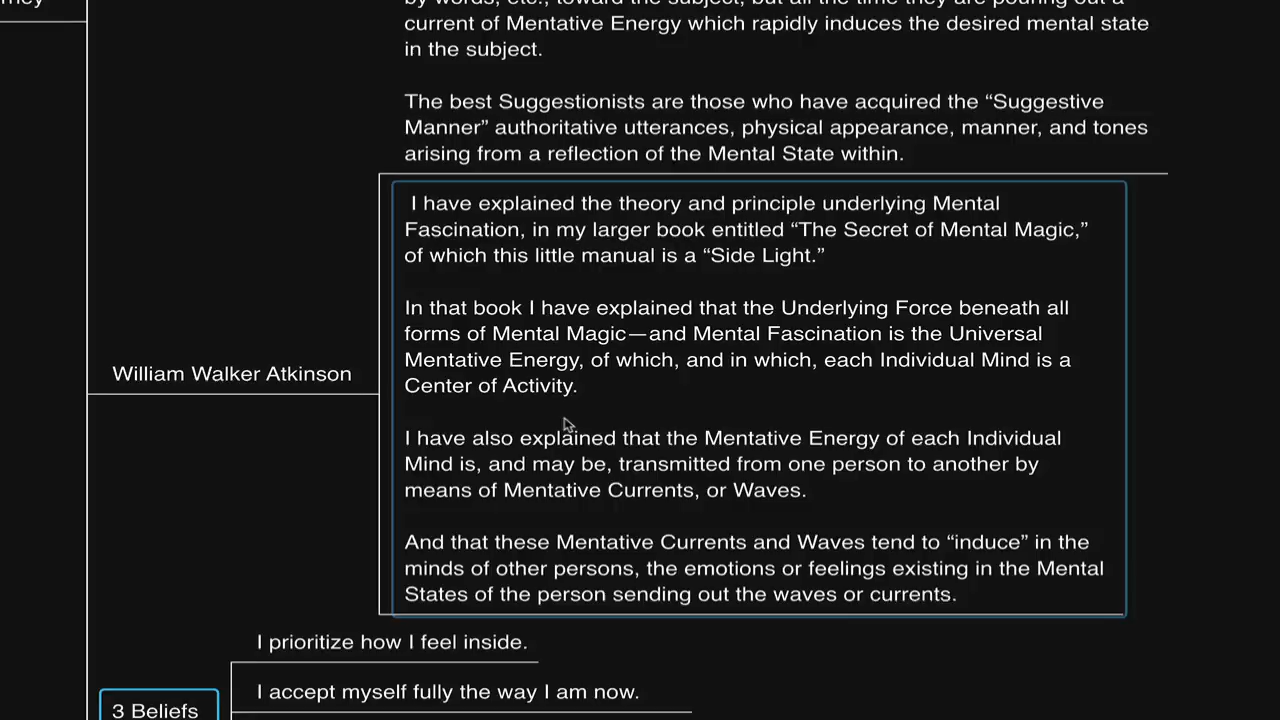 by words, etc., toward the subject, but all the time they are pouring out a
current of Mentative Energy which rapidly induces the desired mental state
in the subject.
The best Suggestionists are those who have acquired the “Suggestive
Manner” authoritative utterances, physical appearance, manner, and tones
arising from a reflection of the Mental State within.
William Walker Atkinson
I have explained the theory and principle underlying Mental
Fascination, in my larger book entitled “The Secret of Mental Magic,”
of which this little manual is a “Side Light.”
In that book I have explained that the Underlying Force beneath all
forms of Mental Magic—and Mental Fascination is the Universal
Mentative Energy, of which, and in which, each Individual Mind is a
Center of Activity.
I have also explained that the Mentative Energy of each Individual
Mind is, and may be, transmitted from one person to another by
means of Mentative Currents, or Waves.
And that these Mentative Currents and Waves tend to “induce” in the
minds of other persons, the emotions or feelings existing in the Mental
States of the person sending out the waves or currents.
3 Beliefs
I prioritize how I feel inside.
I accept myself fully the way I am now.